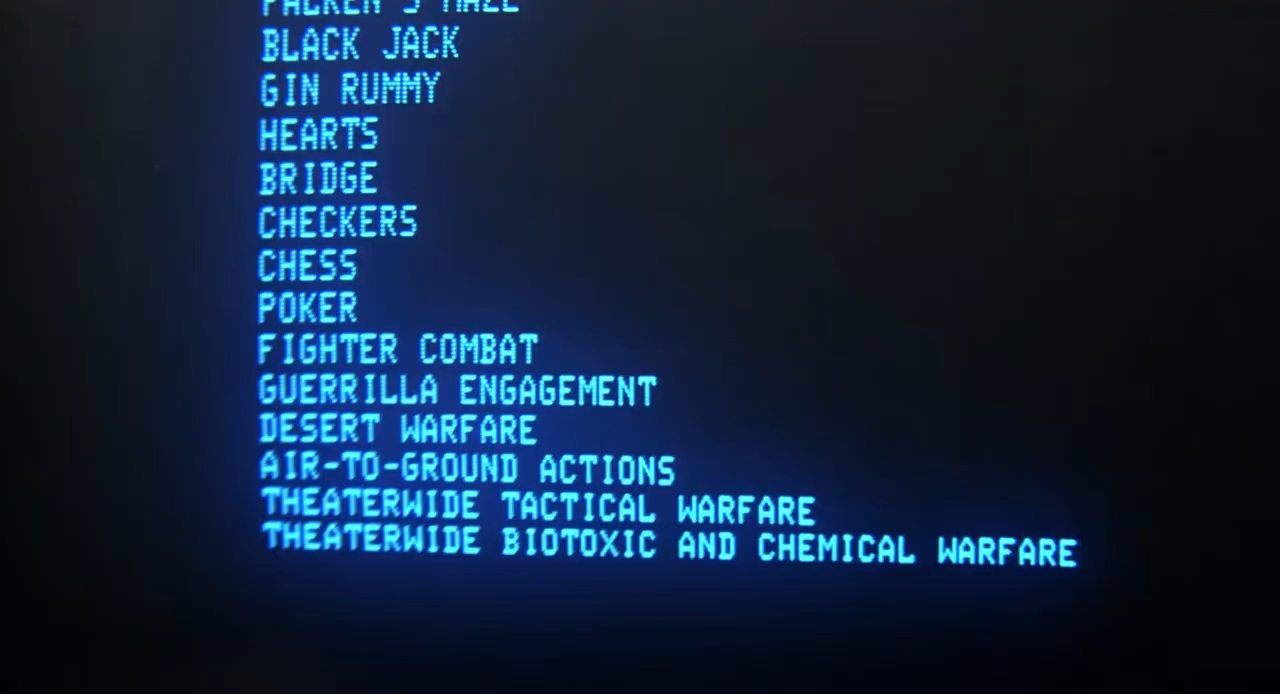 BLACK JACK
GIN RUMMY
HEARTS
BRIDGE
CHECKERS
CHESS
POKER
FIGHTER COMBAT
GUERRILLA ENGAGEMENT
DESERT WARFARE
AIR-TO-GROUND ACTIONS
THEATERWIDE TACTICAL WARFARE
THEATERWIDE BIOTOXIC AND CHEMICAL WARFARE